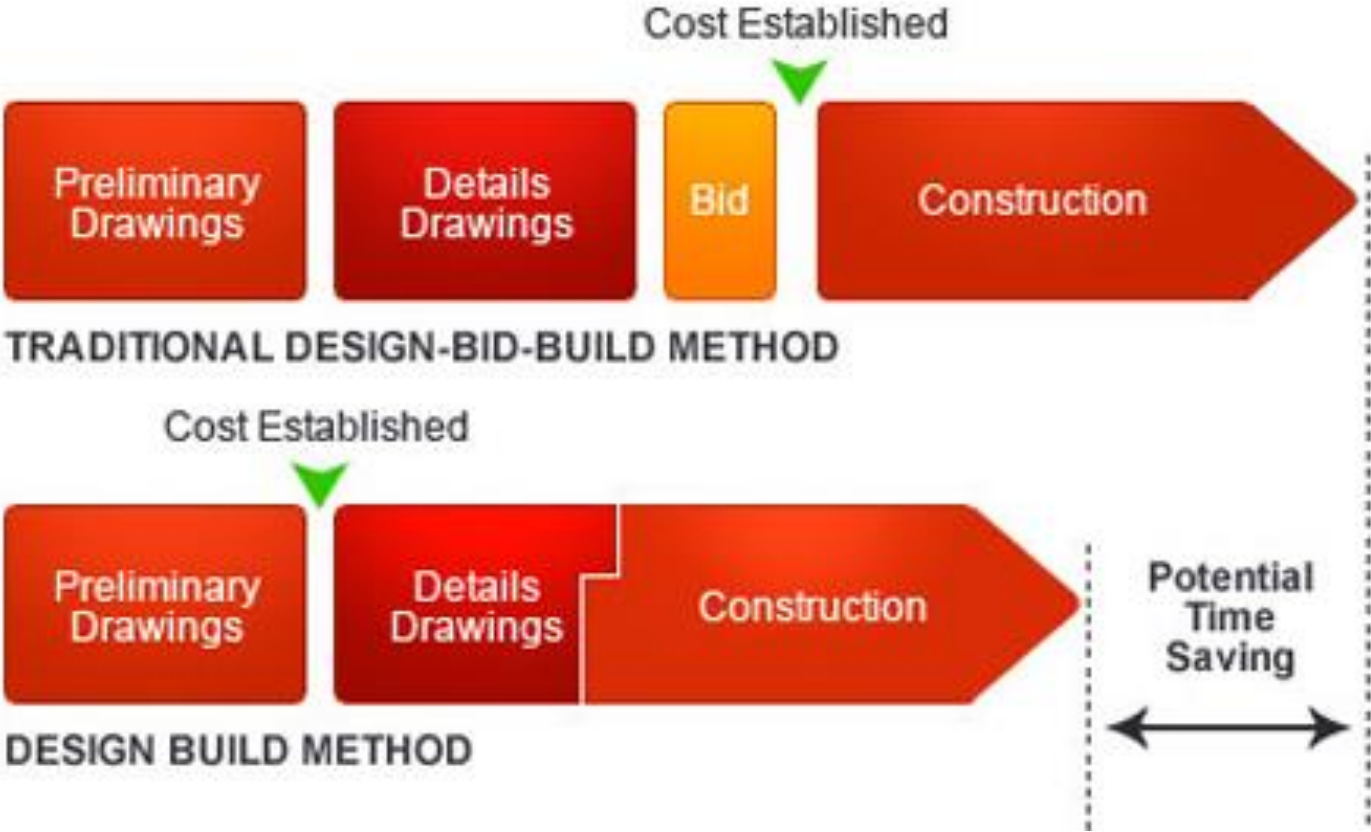 Cost Established
Preliminary
Drawings
Details
Drawings
Bid
Construction
TRADITIONAL DESIGN-BID-BUILD METHOD
Cost Established
Preliminary
Drawings
Details
Drawings
Construction
Potential
Time
Saving
DESIGN BUILD METHOD